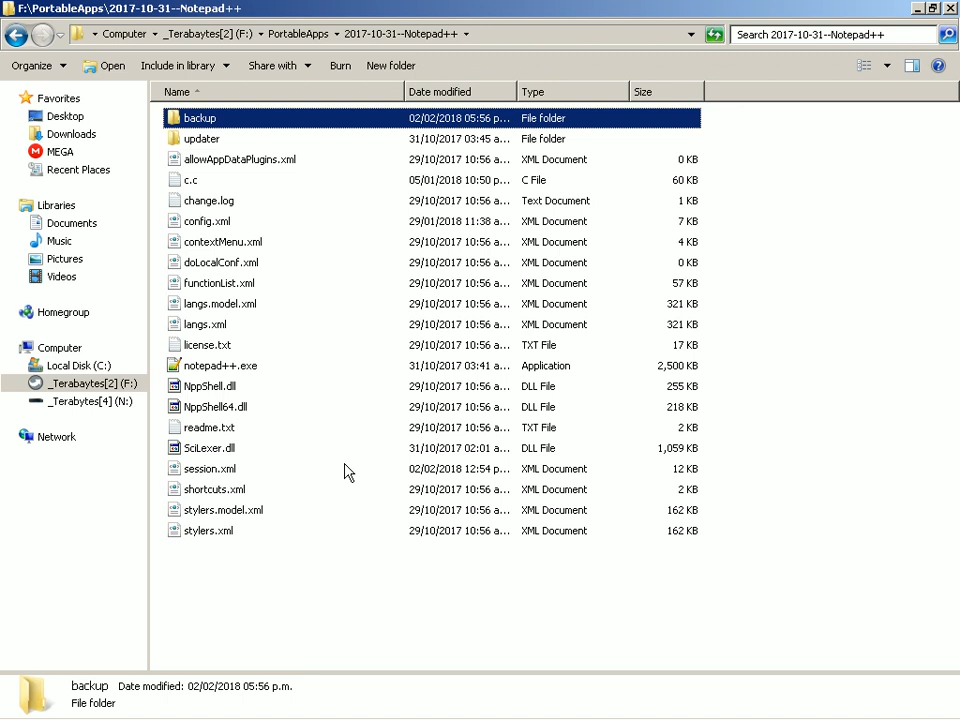 F:\PortableApps\2017-10-31--Notepad++
Computer _Terabaytes[2] (F:) PortableApps 2017-10-31--Notepad++ Search 2017-10-31--Notepad++
Organize Open Include in library Share with Burn New folder
Name Date modified Type Size
Favorites
Desktop
Downloads
MEGA
Recent Places
Libraries
Documents
Music
Pictures
Videos
Homegroup
Computer
Local Disk (C:)
_Terabaytes[2] (F:)
_Terabytes[4] (N:)
Network
backup 02/02/2018 05:56 p... File folder
updater 31/10/2017 03:45 a... File folder
allowAppDataPlugins.xml 29/10/2017 10:56 a... XML Document 0 KB
c.c 05/01/2018 10:50 p... C File 60 KB
change.log 29/10/2017 10:56 a... Text Document 1 KB
config.xml 29/01/2018 11:38 a... XML Document 7 KB
contextMenu.xml 29/10/2017 10:56 a... XML Document 4 KB
doLocalConf.xml 29/10/2017 10:56 a... XML Document 0 KB
functionList.xml 29/10/2017 10:56 a... XML Document 57 KB
langs.model.xml 29/10/2017 10:56 a... XML Document 321 KB
langs.xml 29/10/2017 10:56 a... XML Document 321 KB
license.txt 29/10/2017 10:56 a... TXT File 17 KB
notepad++.exe 31/10/2017 03:41 a... Application 2,500 KB
NppShell.dll 29/10/2017 10:56 a... DLL File 255 KB
NppShell64.dll 29/10/2017 10:56 a... DLL File 218 KB
readme.txt 29/10/2017 10:56 a... TXT File 2 KB
SciLexer.dll 31/10/2017 02:01 a... DLL File 1,059 KB
session.xml 02/02/2018 12:54 p... XML Document 12 KB
shortcuts.xml 29/10/2017 10:56 a... XML Document 2 KB
stylers.model.xml 29/10/2017 10:56 a... XML Document 162 KB
stylers.xml 29/10/2017 10:56 a... XML Document 162 KB
backup Date modified: 02/02/2018 05:56 p.m.
File folder